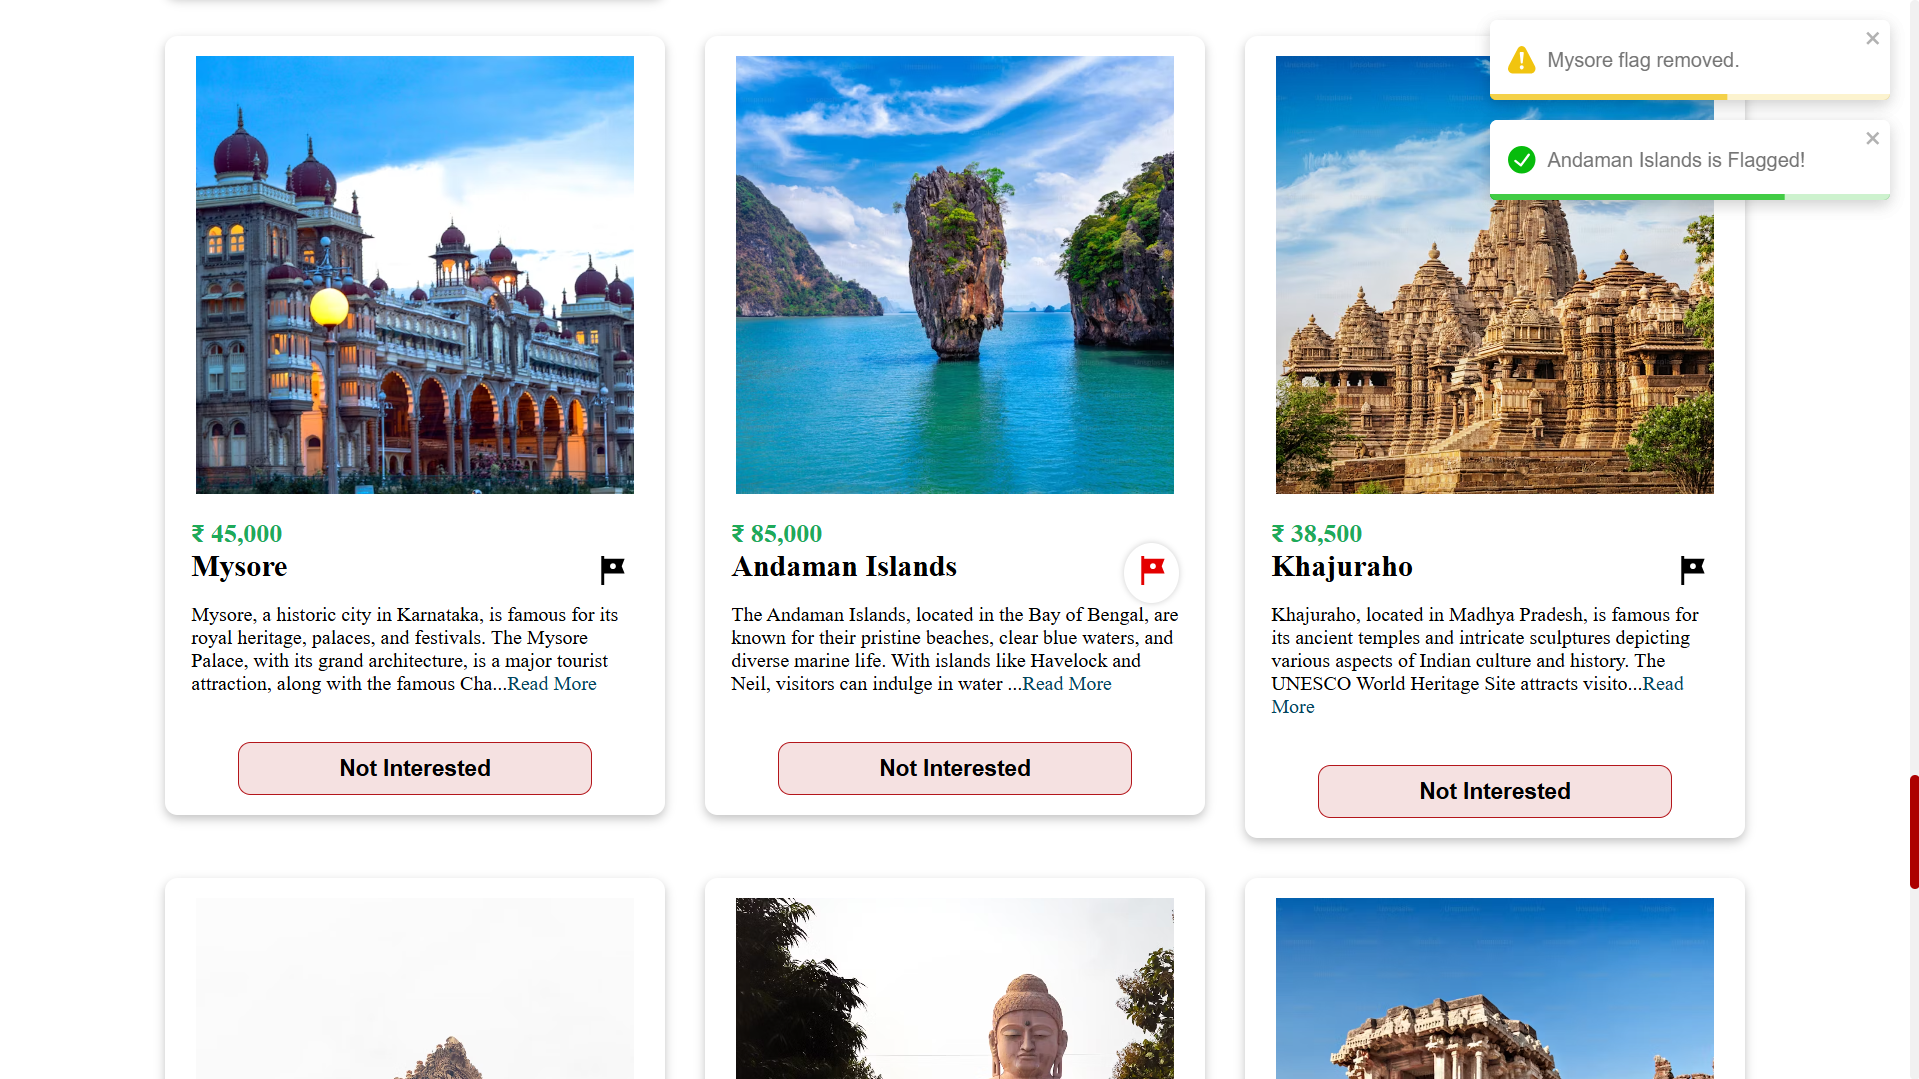 Mysore flag removed.
Andaman Islands is Flagged!
₹ 45,000
Mysore
Mysore, a historic city in Karnataka, is famous for its
royal heritage, palaces, and festivals. The Mysore
Palace, with its grand architecture, is a major tourist
attraction, along with the famous Cha...Read More
Not Interested
₹ 85,000
Andaman Islands
The Andaman Islands, located in the Bay of Bengal, are
known for their pristine beaches, clear blue waters, and
diverse marine life. With islands like Havelock and
Neil, visitors can indulge in water ...Read More
Not Interested
₹ 38,500
Khajuraho
Khajuraho, located in Madhya Pradesh, is famous for
its ancient temples and intricate sculptures depicting
various aspects of Indian culture and history. The
UNESCO World Heritage Site attracts visito...Read
More
Not Interested